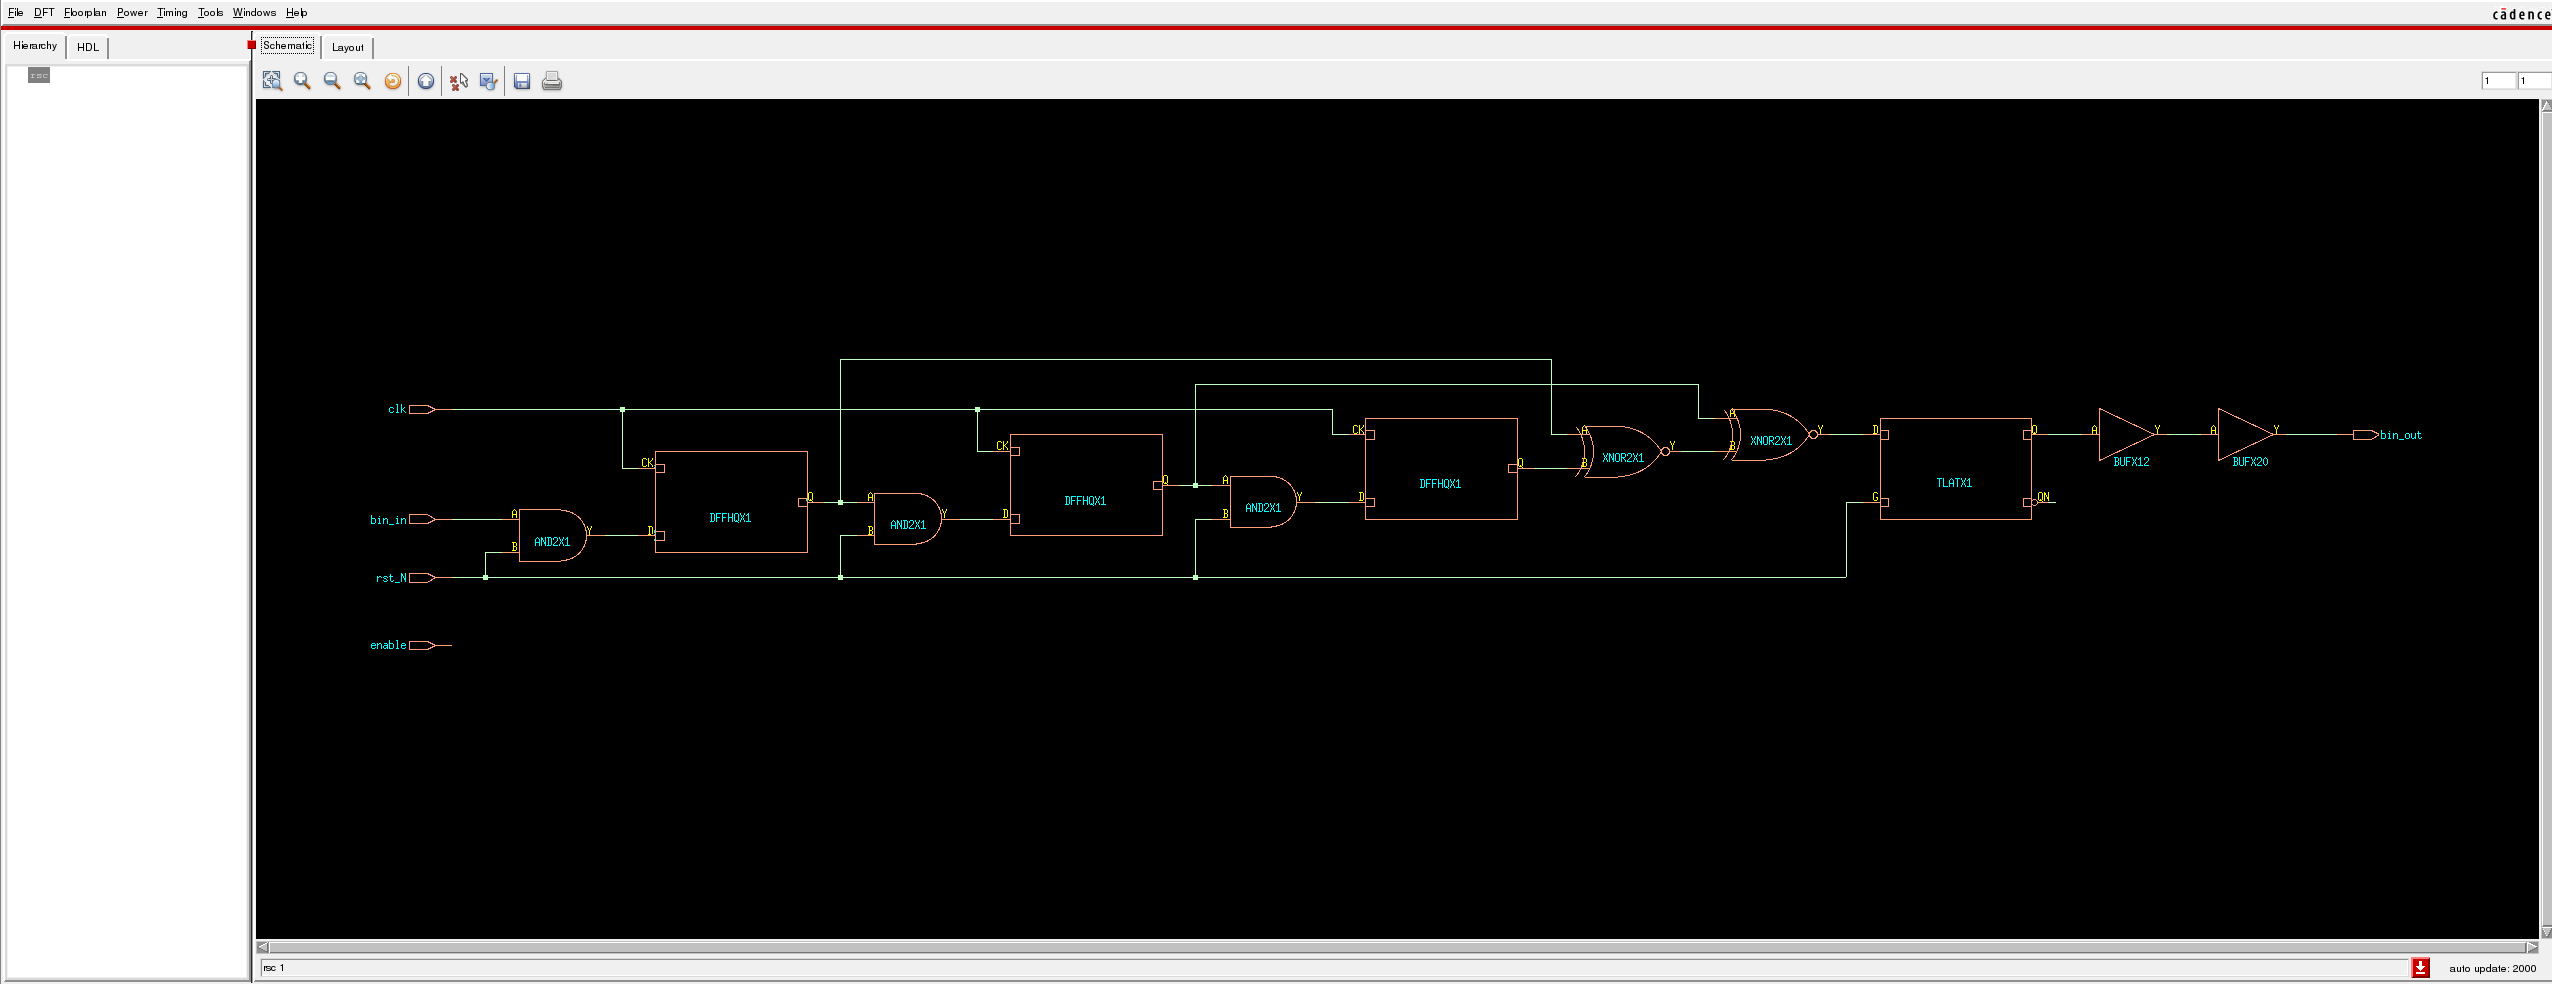 File DFT Floorplan Power Timing Tools Windows Help
cādence
Hierarchy HDL
Schematic Layout
rsc
1 1
clk
CK
CK
CK
bin_in
A
B
Y
AND2X1
D
DFFHQX1
Q
A
B
Y
AND2X1
D
DFFHQX1
Q
A
B
Y
AND2X1
D
DFFHQX1
Q
A
B
Y
XNOR2X1
A
B
Y
XNOR2X1
D
G
TLATX1
Q
QN
A
Y
BUFX12
A
Y
BUFX20
bin_out
rst_N
enable
rsc 1
auto update: 2000